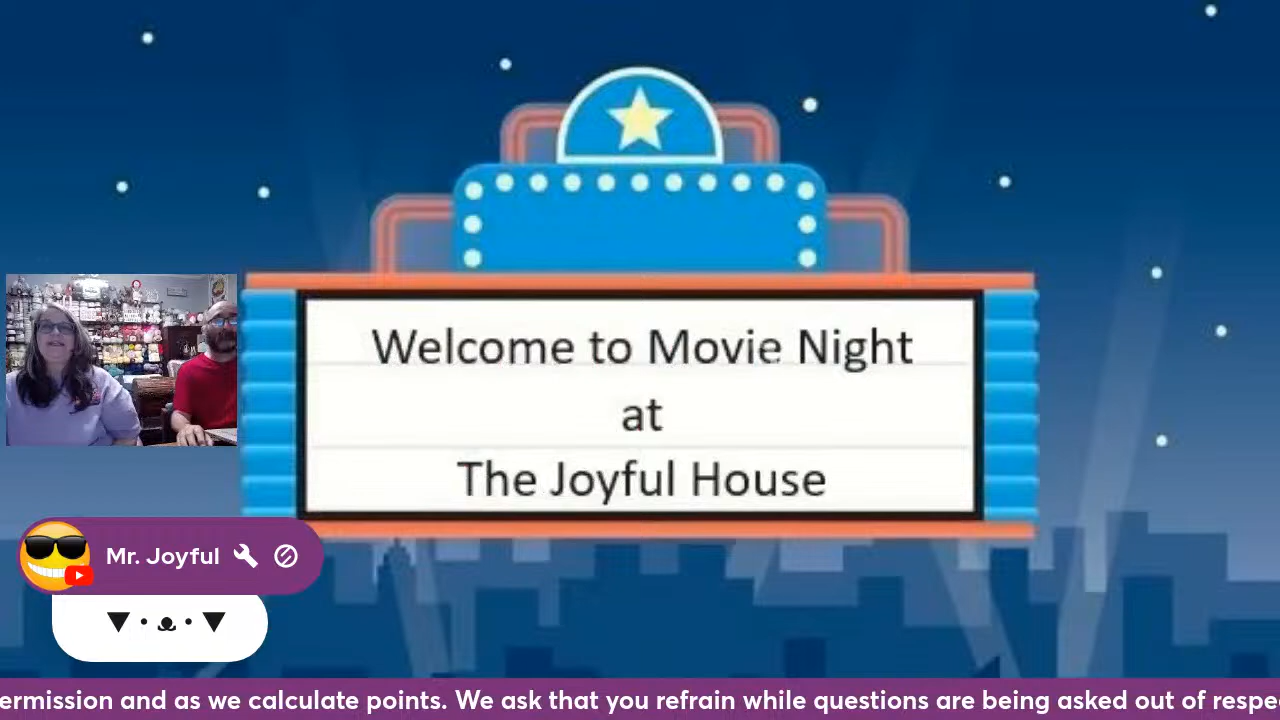 Welcome to Movie Night
at
The Joyful House
Mr. Joyful
▼・ᴥ・▼
ermission and as we calculate points. We ask that you refrain while questions are being asked out of respe